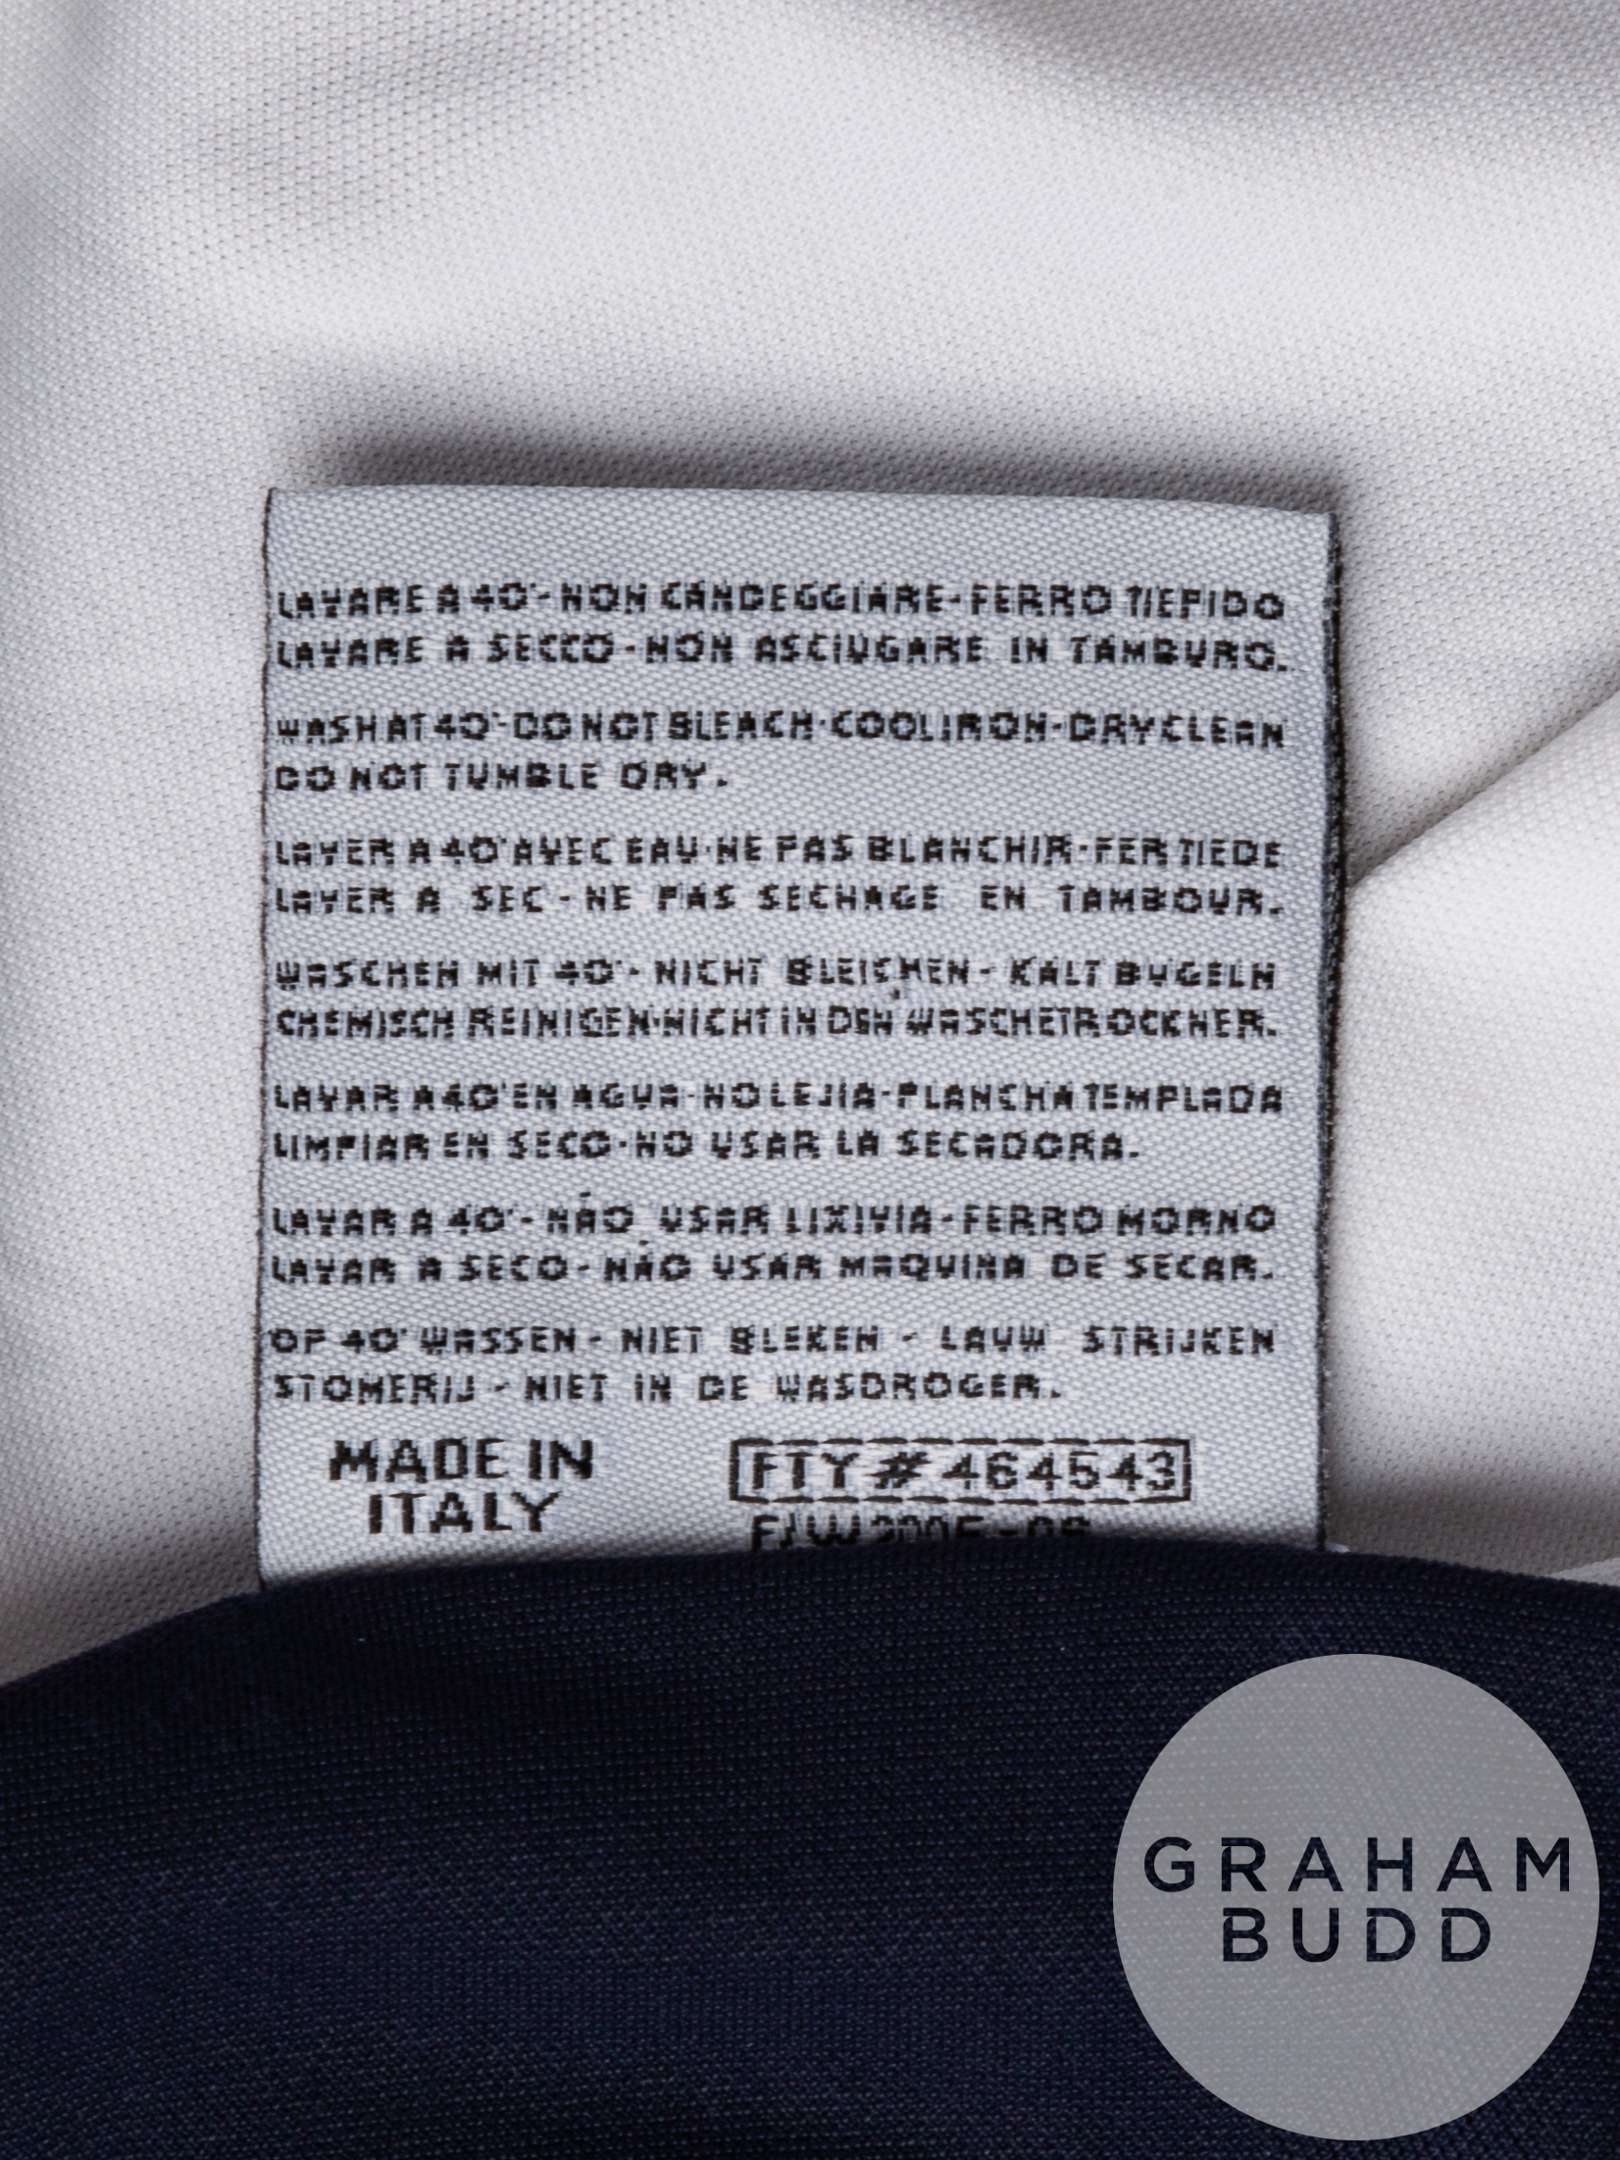 LAVARE A 40°- NON CANDEGGIARE- FERRO TIEPIDO
LAVARE A SECCO - NON ASCIUGARE IN TAMBURO.
WASH AT 40°-DO NOT BLEACH-COOL IRON-DRY CLEAN
DO NOT TUMBLE DRY.
LAVER A 40°AVEC EAU-NE PAS BLANCHIR-FER TIEDE
LAVER A SEC - NE PAS SECHAGE EN TAMBOUR.
WASCHEN MIT 40°- NICHT BLEICHEN - KALT BUGELN
CHEMISCH REINIGEN-NICHT IN DEN WASCHETROCKNER.
LAVAR A 40°EN AGUA-NO LEJIA-PLANCHA TEMPLADA
LIMPIAR EN SECO-NO USAR LA SECADORA.
LAVAR A 40°- NÃO USAR LIXIVIA-FERRO MORNO
LAVAR A SECO - NÃO USAR MAQUINA DE SECAR.
OP 40° WASSEN - NIET BLEKEN - LAUW STRIJKEN
STOMERIJ - NIET IN DE WASDROGER.
MADE IN
ITALY
FTY # 464543
F/W
GRAHAM
BUDD